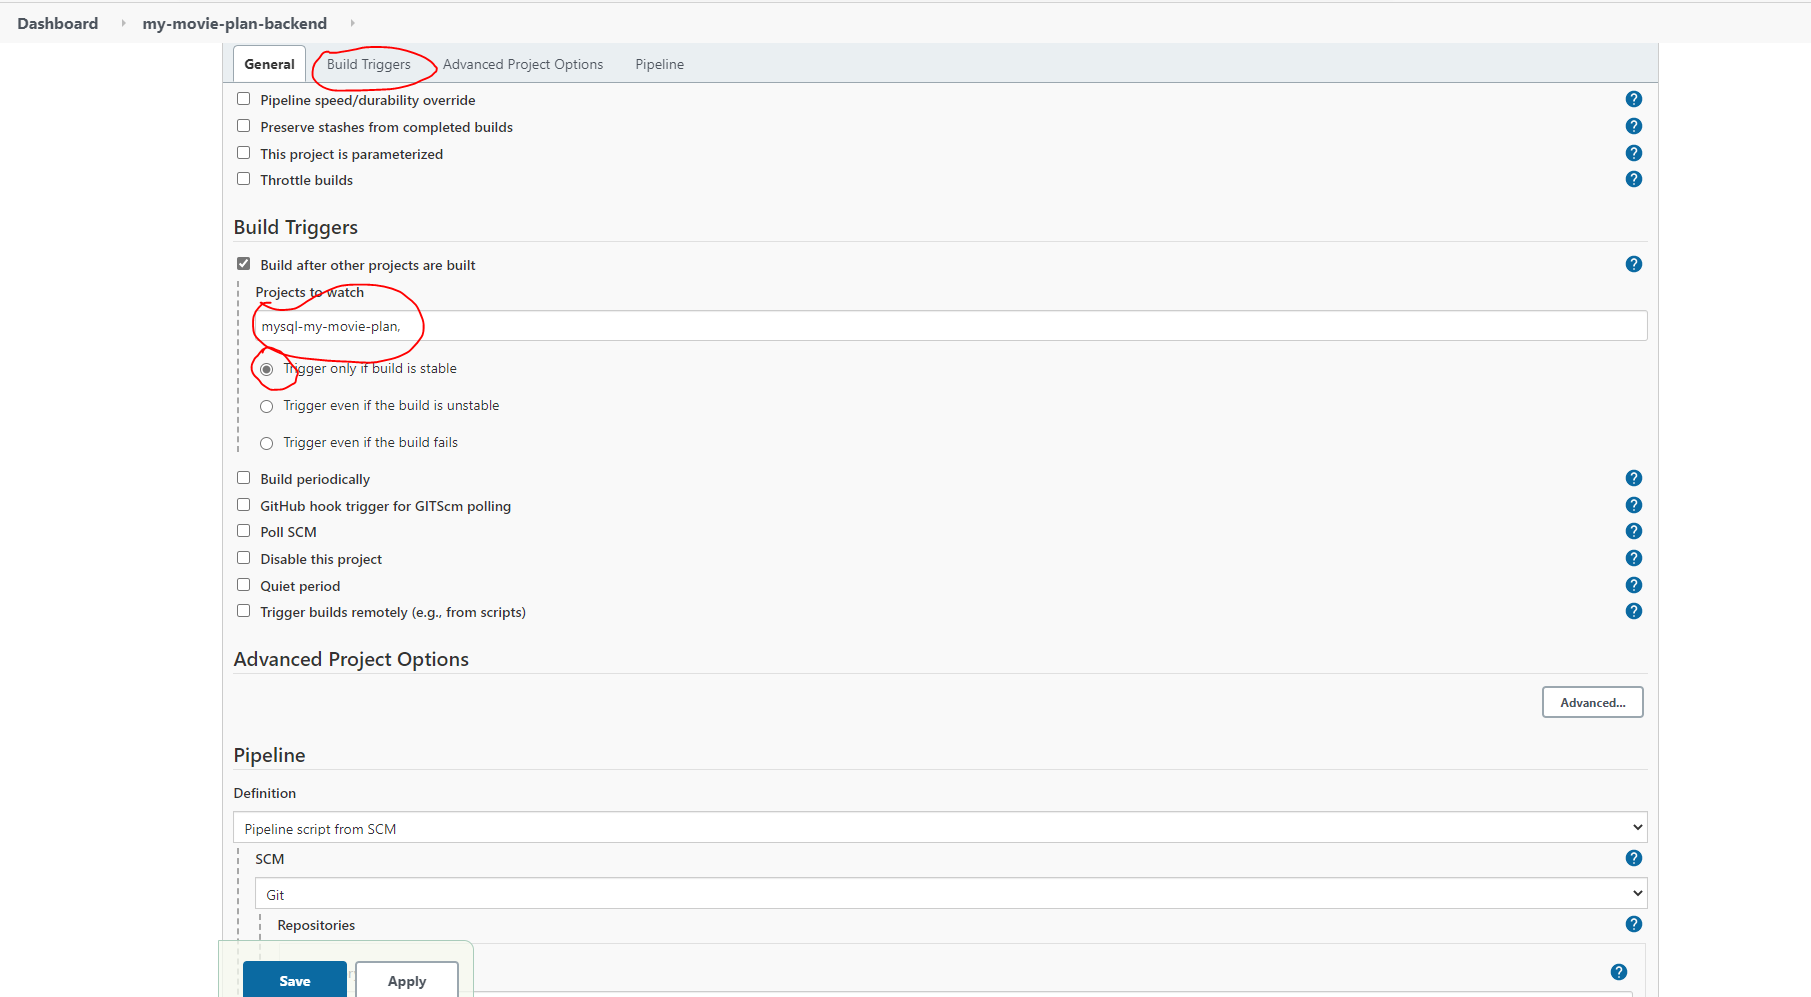 Dashboard my-movie-plan-backend
General Build Triggers Advanced Project Options Pipeline
Pipeline speed/durability override ?
Preserve stashes from completed builds ?
This project is parameterized ?
Throttle builds ?
Build Triggers
Build after other projects are built ?
Projects to watch
mysql-my-movie-plan,
Trigger only if build is stable
Trigger even if the build is unstable
Trigger even if the build fails
Build periodically ?
GitHub hook trigger for GITScm polling ?
Poll SCM ?
Disable this project ?
Quiet period ?
Trigger builds remotely (e.g., from scripts) ?
Advanced Project Options
Advanced...
Pipeline
Definition
Pipeline script from SCM
SCM ?
Git
Repositories ?
?
Save Apply